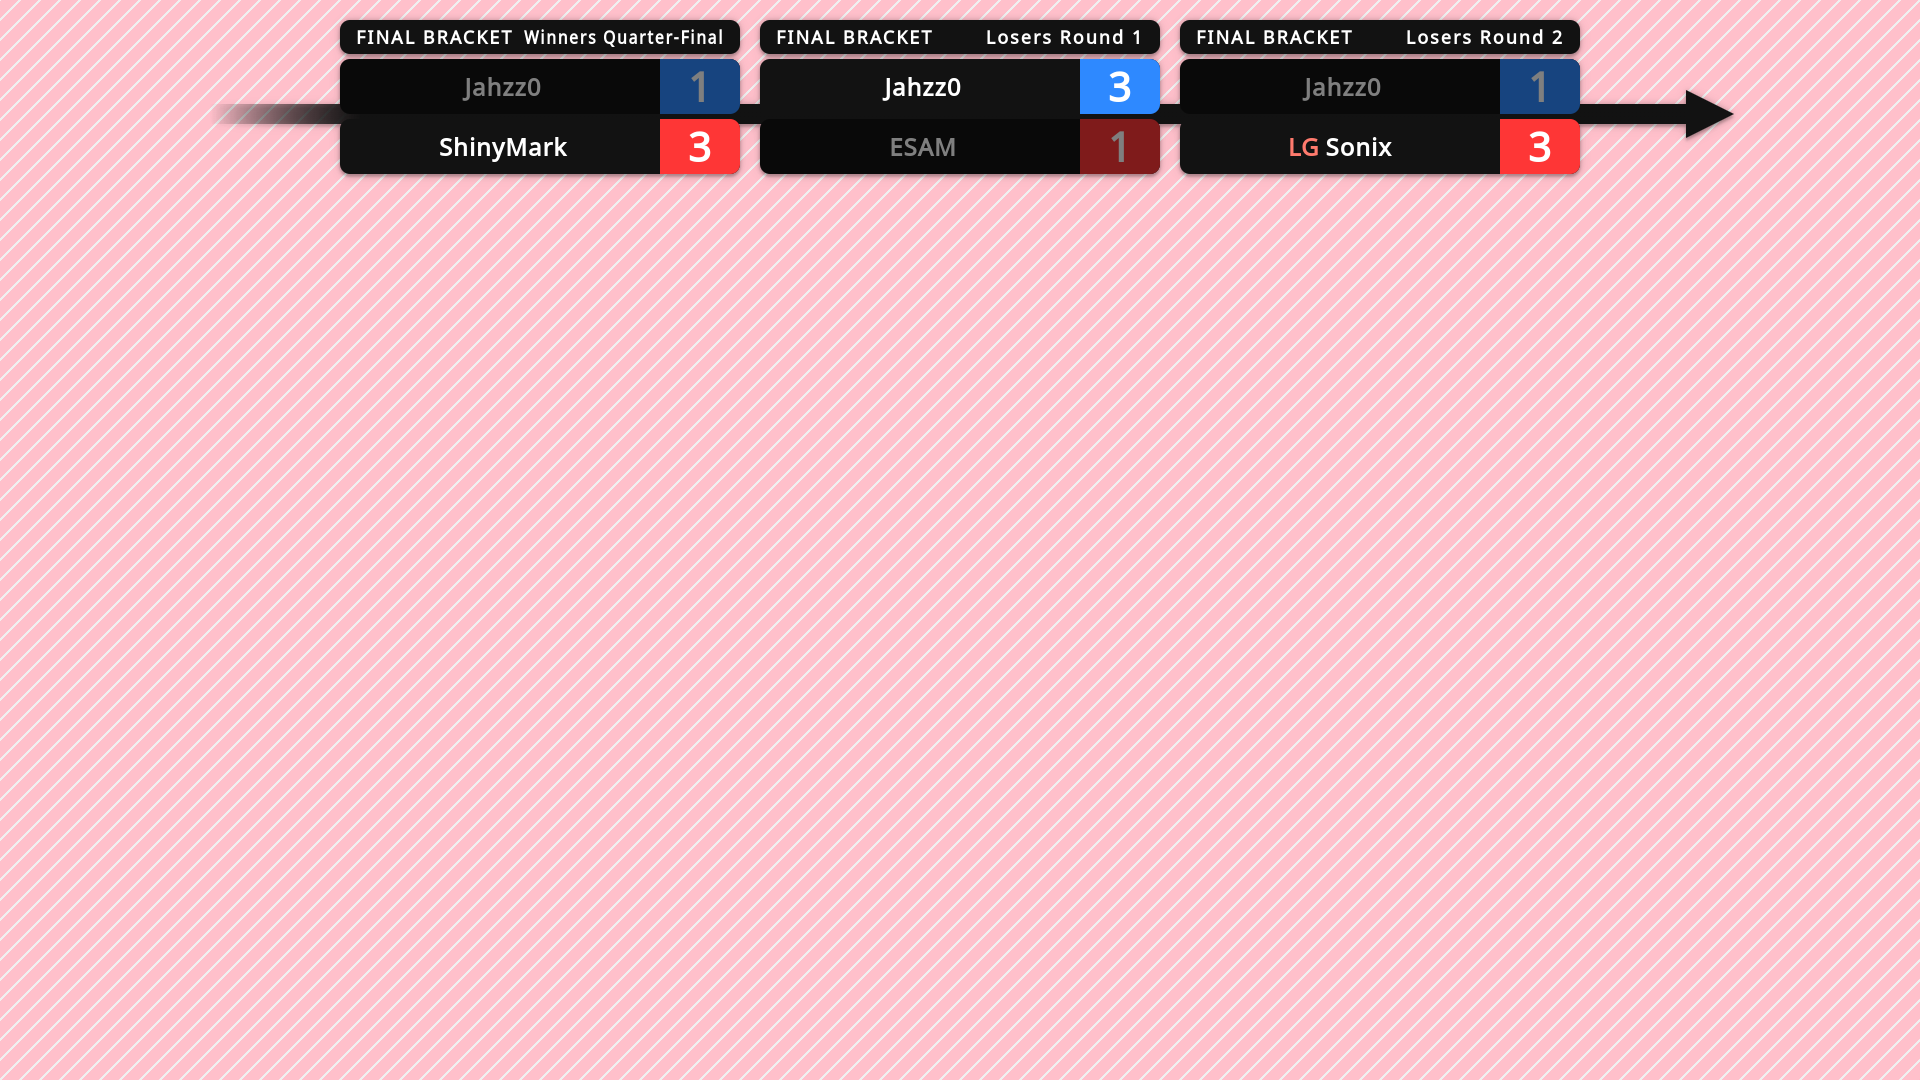 FINAL BRACKET Winners Quarter-Final
Jahzz0 1
ShinyMark 3
FINAL BRACKET Losers Round 1
Jahzz0 3
ESAM 1
FINAL BRACKET Losers Round 2
Jahzz0 1
LG Sonix 3